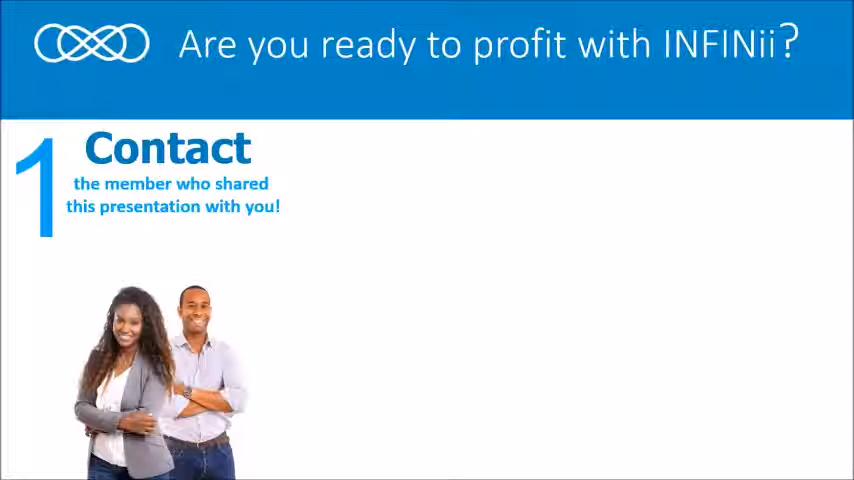 Are you ready to profit with INFINii?
1
Contact
the member who shared
this presentation with you!